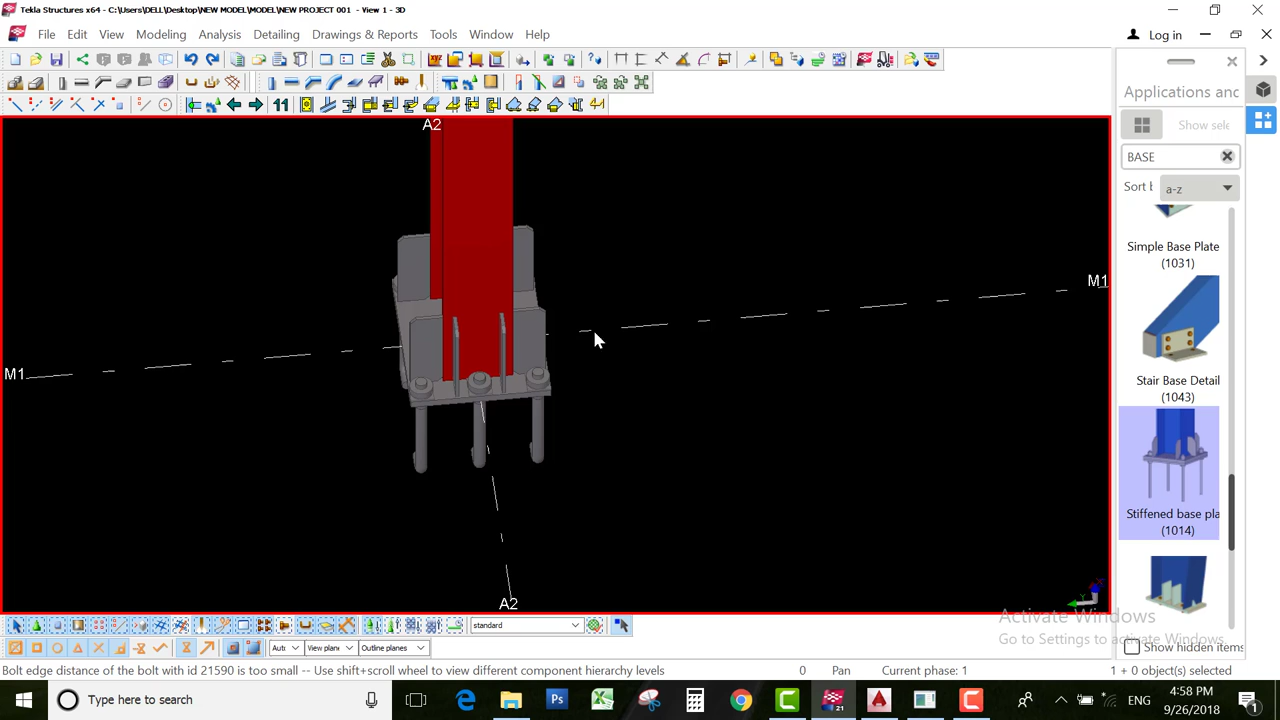 Tekla Structures x64 - C:\Users\DELL\Desktop\NEW MODEL\MODEL\NEW PROJECT 001 - View 1 - 3D
File Edit View Modeling Analysis Detailing Drawings & Reports Tools Window Help
Log in
Applications and
Show sele
BASE
Sort b a-z
Simple Base Plate
(1031)
Stair Base Detail
(1043)
Stiffened base pla
(1014)
Show hidden items
A2
M1
M1
A2
Activate Windows
Go to Settings to activate Windows.
standard
Auto View plane Outline planes
Bolt edge distance of the bolt with id 21590 is too small -- Use shift+scroll wheel to view different component hierarchy levels
0 Pan Current phase: 1 1 + 0 object(s) selected
Type here to search
21
ENG
4:58 PM
9/26/2018
1